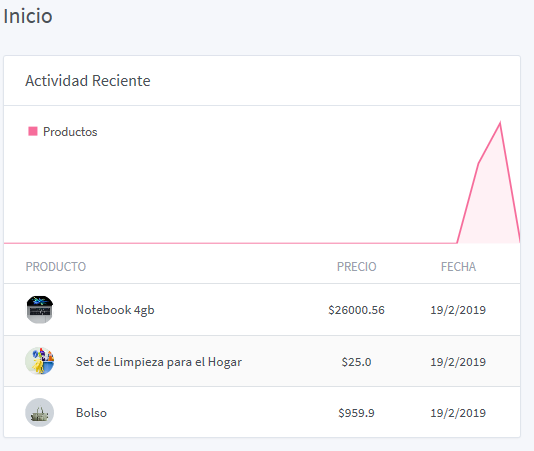 Inicio
Actividad Reciente
Productos
PRODUCTO PRECIO FECHA
Notebook 4gb $26000.56 19/2/2019
Set de Limpieza para el Hogar $25.0 19/2/2019
Bolso $959.9 19/2/2019